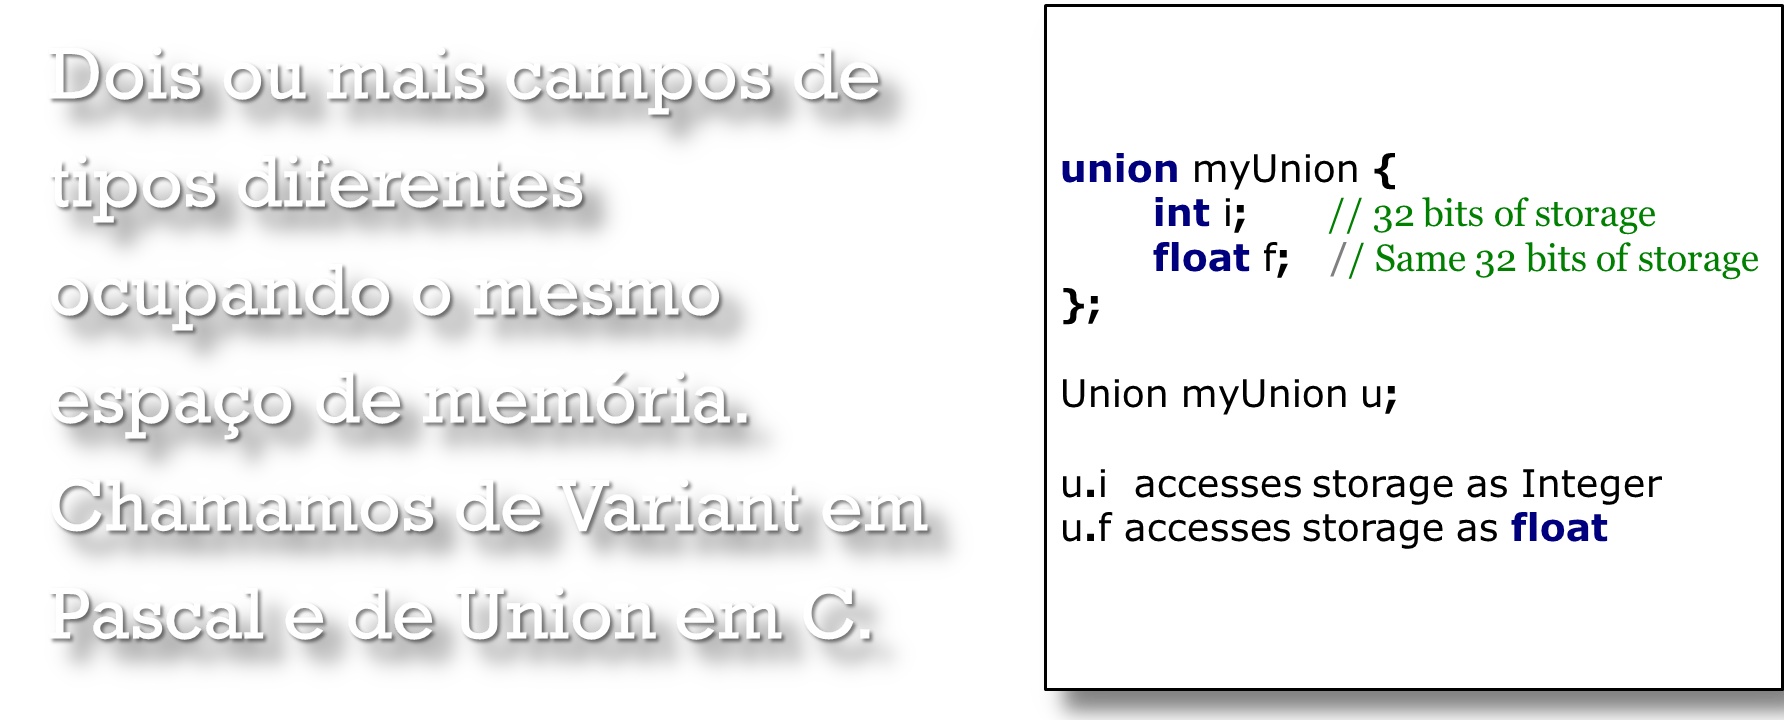 Dois ou mais campos de
tipos diferentes
ocupando o mesmo
espaço de memória.
Chamamos de Variant em
Pascal e de Union em C.
union myUnion {
int i; // 32 bits of storage
float f; // Same 32 bits of storage
};
Union myUnion u;
u.i accesses storage as Integer
u.f accesses storage as float